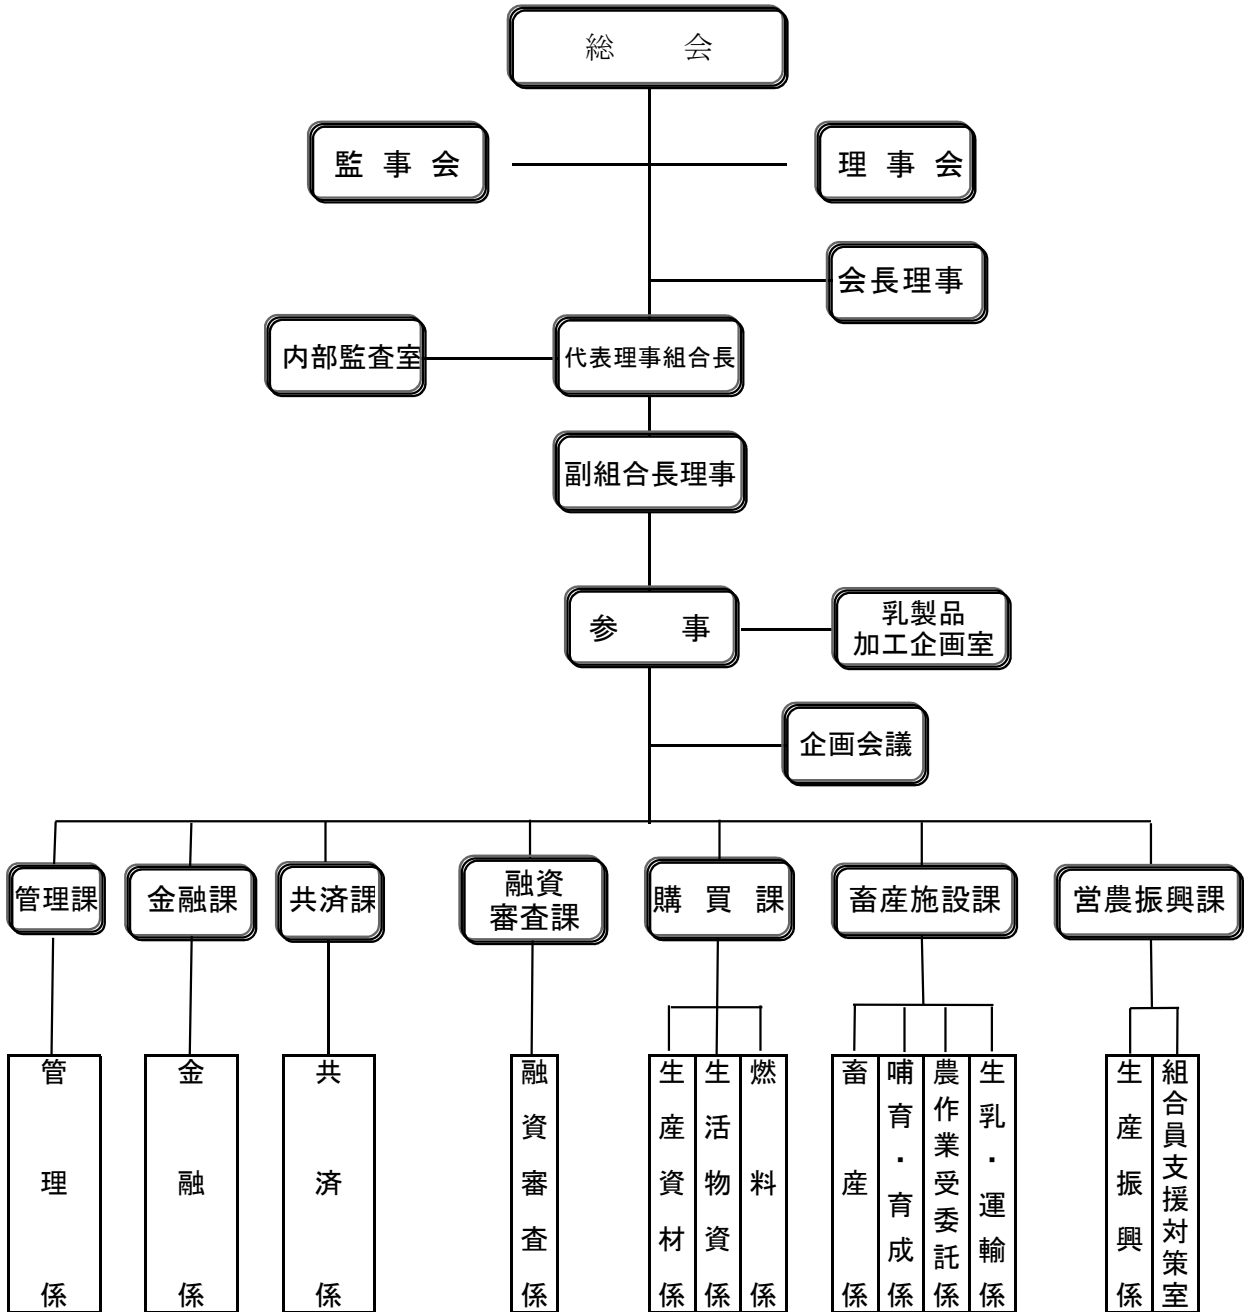 総　会
監事会
理事会
会長理事
内部監査室
代表理事組合長
副組合長理事
参　事
乳製品
加工企画室
企画会議
管理課
金融課
共済課
融資
審査課
購買課
畜産施設課
営農振興課
管理係
金融係
共済係
融資審査係
生産資材係
生活物資係
燃料係
畜産係
哺育・育成係
農作業受委託係
生乳・運輸係
生産振興係
組合員支援対策室